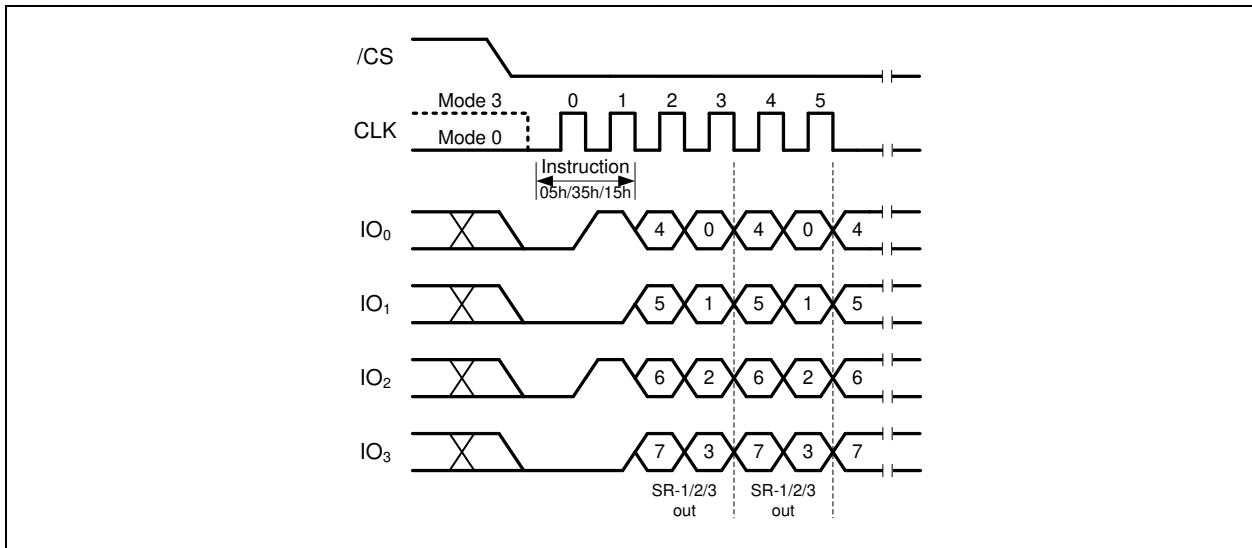 /CS
Mode 3 0 1 2 3 4 5
CLK Mode 0
Instruction
05h/35h/15h
IO₀ 4 0 4 0 4
IO₁ 5 1 5 1 5
IO₂ 6 2 6 2 6
IO₃ 7 3 7 3 7
SR-1/2/3 SR-1/2/3
out out